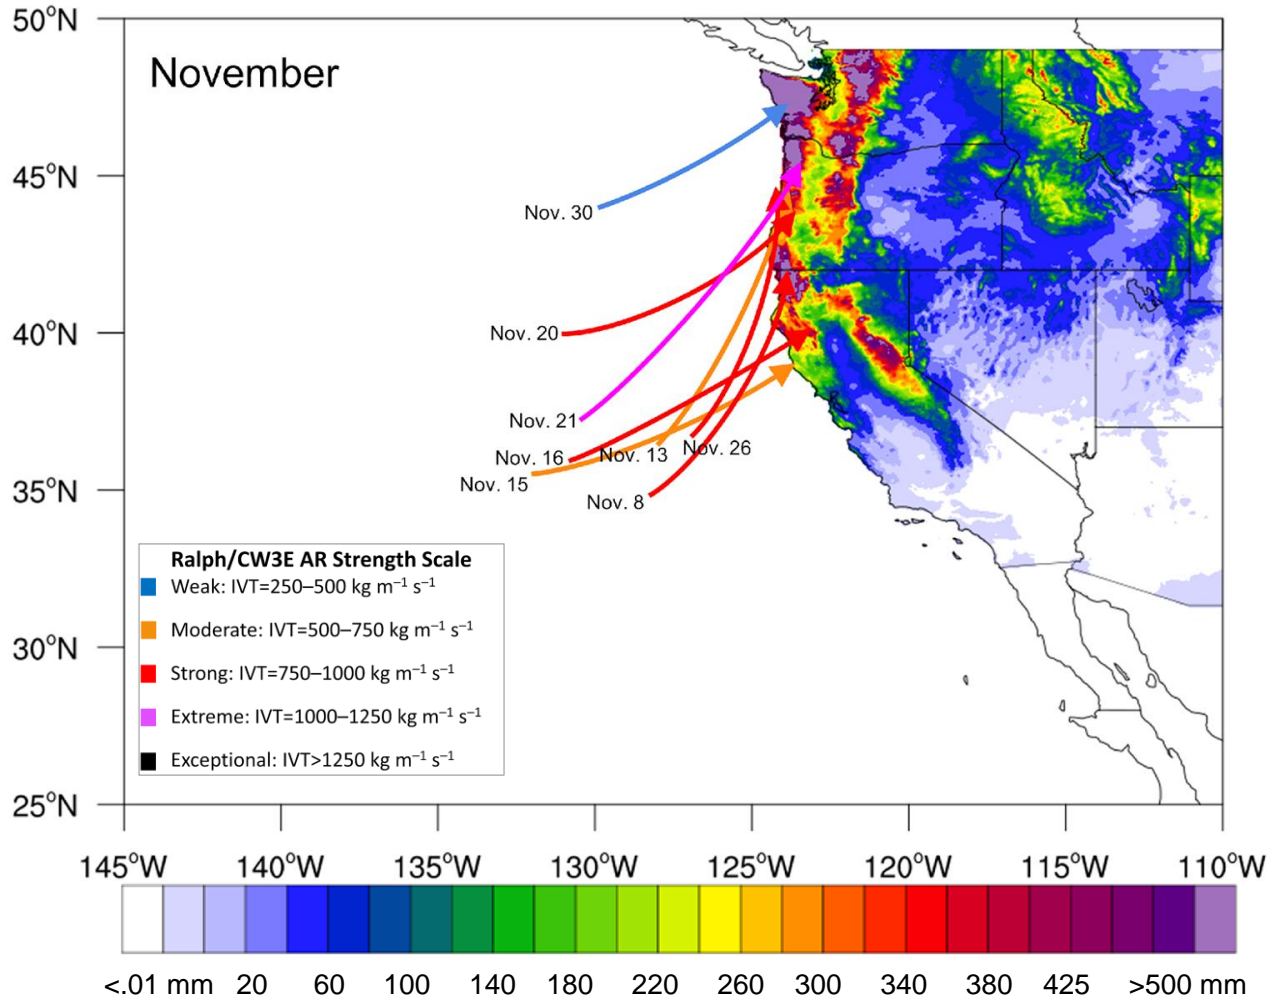 50°N
November
45°N
Nov. 30
40°N
Nov. 20
Nov. 21
Nov. 16
Nov. 13
Nov. 26
Nov. 15
35°N
Nov. 8
Ralph/CW3E AR Strength Scale
Weak: IVT=250–500 kg m⁻¹ s⁻¹
Moderate: IVT=500–750 kg m⁻¹ s⁻¹
30°N
Strong: IVT=750–1000 kg m⁻¹ s⁻¹
Extreme: IVT=1000–1250 kg m⁻¹ s⁻¹
Exceptional: IVT>1250 kg m⁻¹ s⁻¹
25°N
145°W 140°W 135°W 130°W 125°W 120°W 115°W 110°W
<.01 mm 20 60 100 140 180 220 260 300 340 380 425 >500 mm